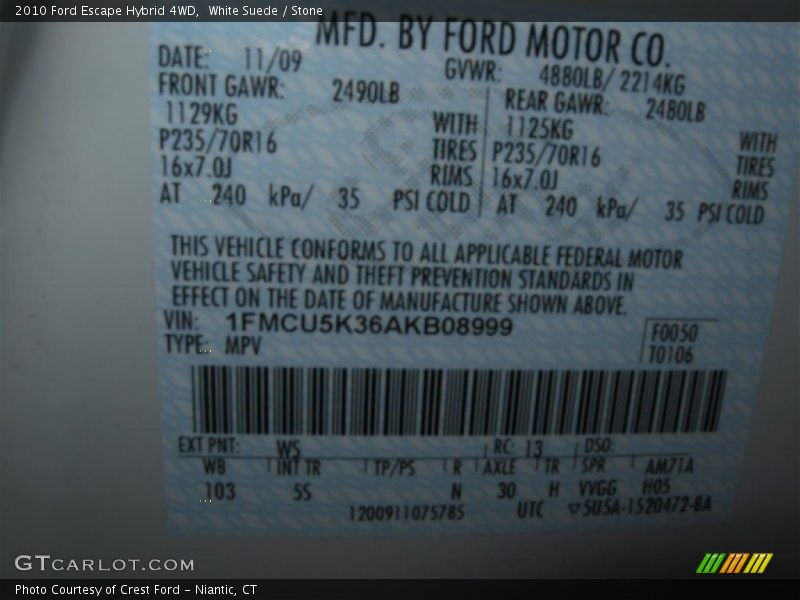 2010 Ford Escape Hybrid 4WD, White Suede / Stone
MFD. BY FORD MOTOR CO.
DATE: 11/09 GVWR: 4880LB/ 2214KG
FRONT GAWR: 2490LB REAR GAWR: 2480LB
1129KG WITH 1125KG WITH
P235/70R16 TIRES P235/70R16 TIRES
16x7.0J RIMS 16x7.0J RIMS
AT 240 kPa/ 35 PSI COLD AT 240 kPa/ 35 PSI COLD
THIS VEHICLE CONFORMS TO ALL APPLICABLE FEDERAL MOTOR
VEHICLE SAFETY AND THEFT PREVENTION STANDARDS IN
EFFECT ON THE DATE OF MANUFACTURE SHOWN ABOVE.
VIN: 1FMCU5K36AKB08999 F0050
TYPE: MPV T0106
EXT PNT: WS RC: 13 DSO:
WB INT TR TP/PS R AXLE TR SPR AM71A
103 5S N 30 H VVGG H05
1200911075785 UTC ▽5U5A-1520472-BA
GTCARLOT.COM
Photo Courtesy of Crest Ford - Niantic, CT